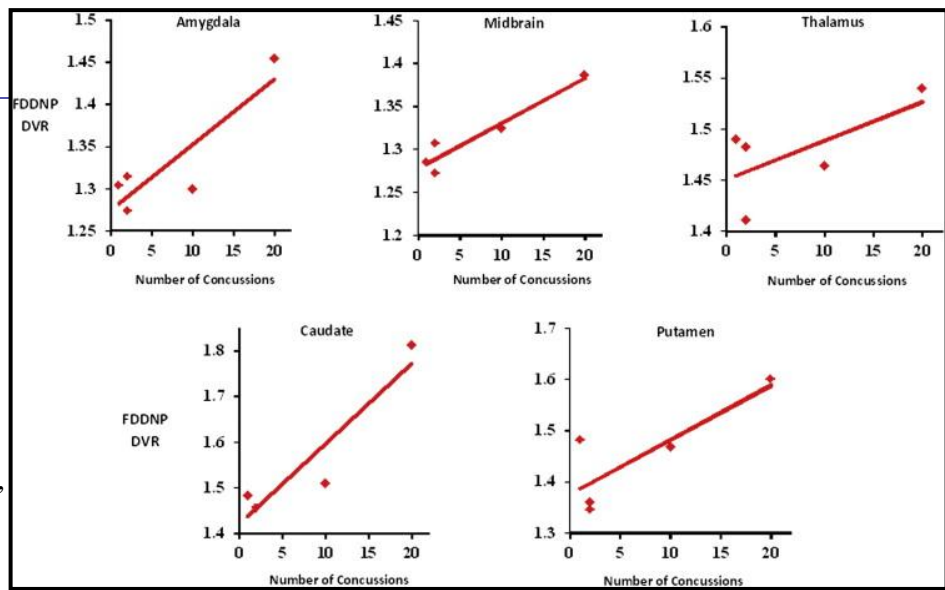 Amygdala
1.5
1.45
1.4
1.35
1.3
1.25
FDDNP
DVR
0 5 10 15 20
Number of Concussions
Midbrain
1.45
1.4
1.35
1.3
1.25
1.2
0 5 10 15 20
Number of Concussions
Thalamus
1.6
1.55
1.5
1.45
1.4
0 5 10 15 20
Number of Concussions
Caudate
1.8
1.7
1.6
1.5
1.4
FDDNP
DVR
0 5 10 15 20
Number of Concussions
Putamen
1.7
1.6
1.5
1.4
1.3
0 5 10 15 20
Number of Concussions
,